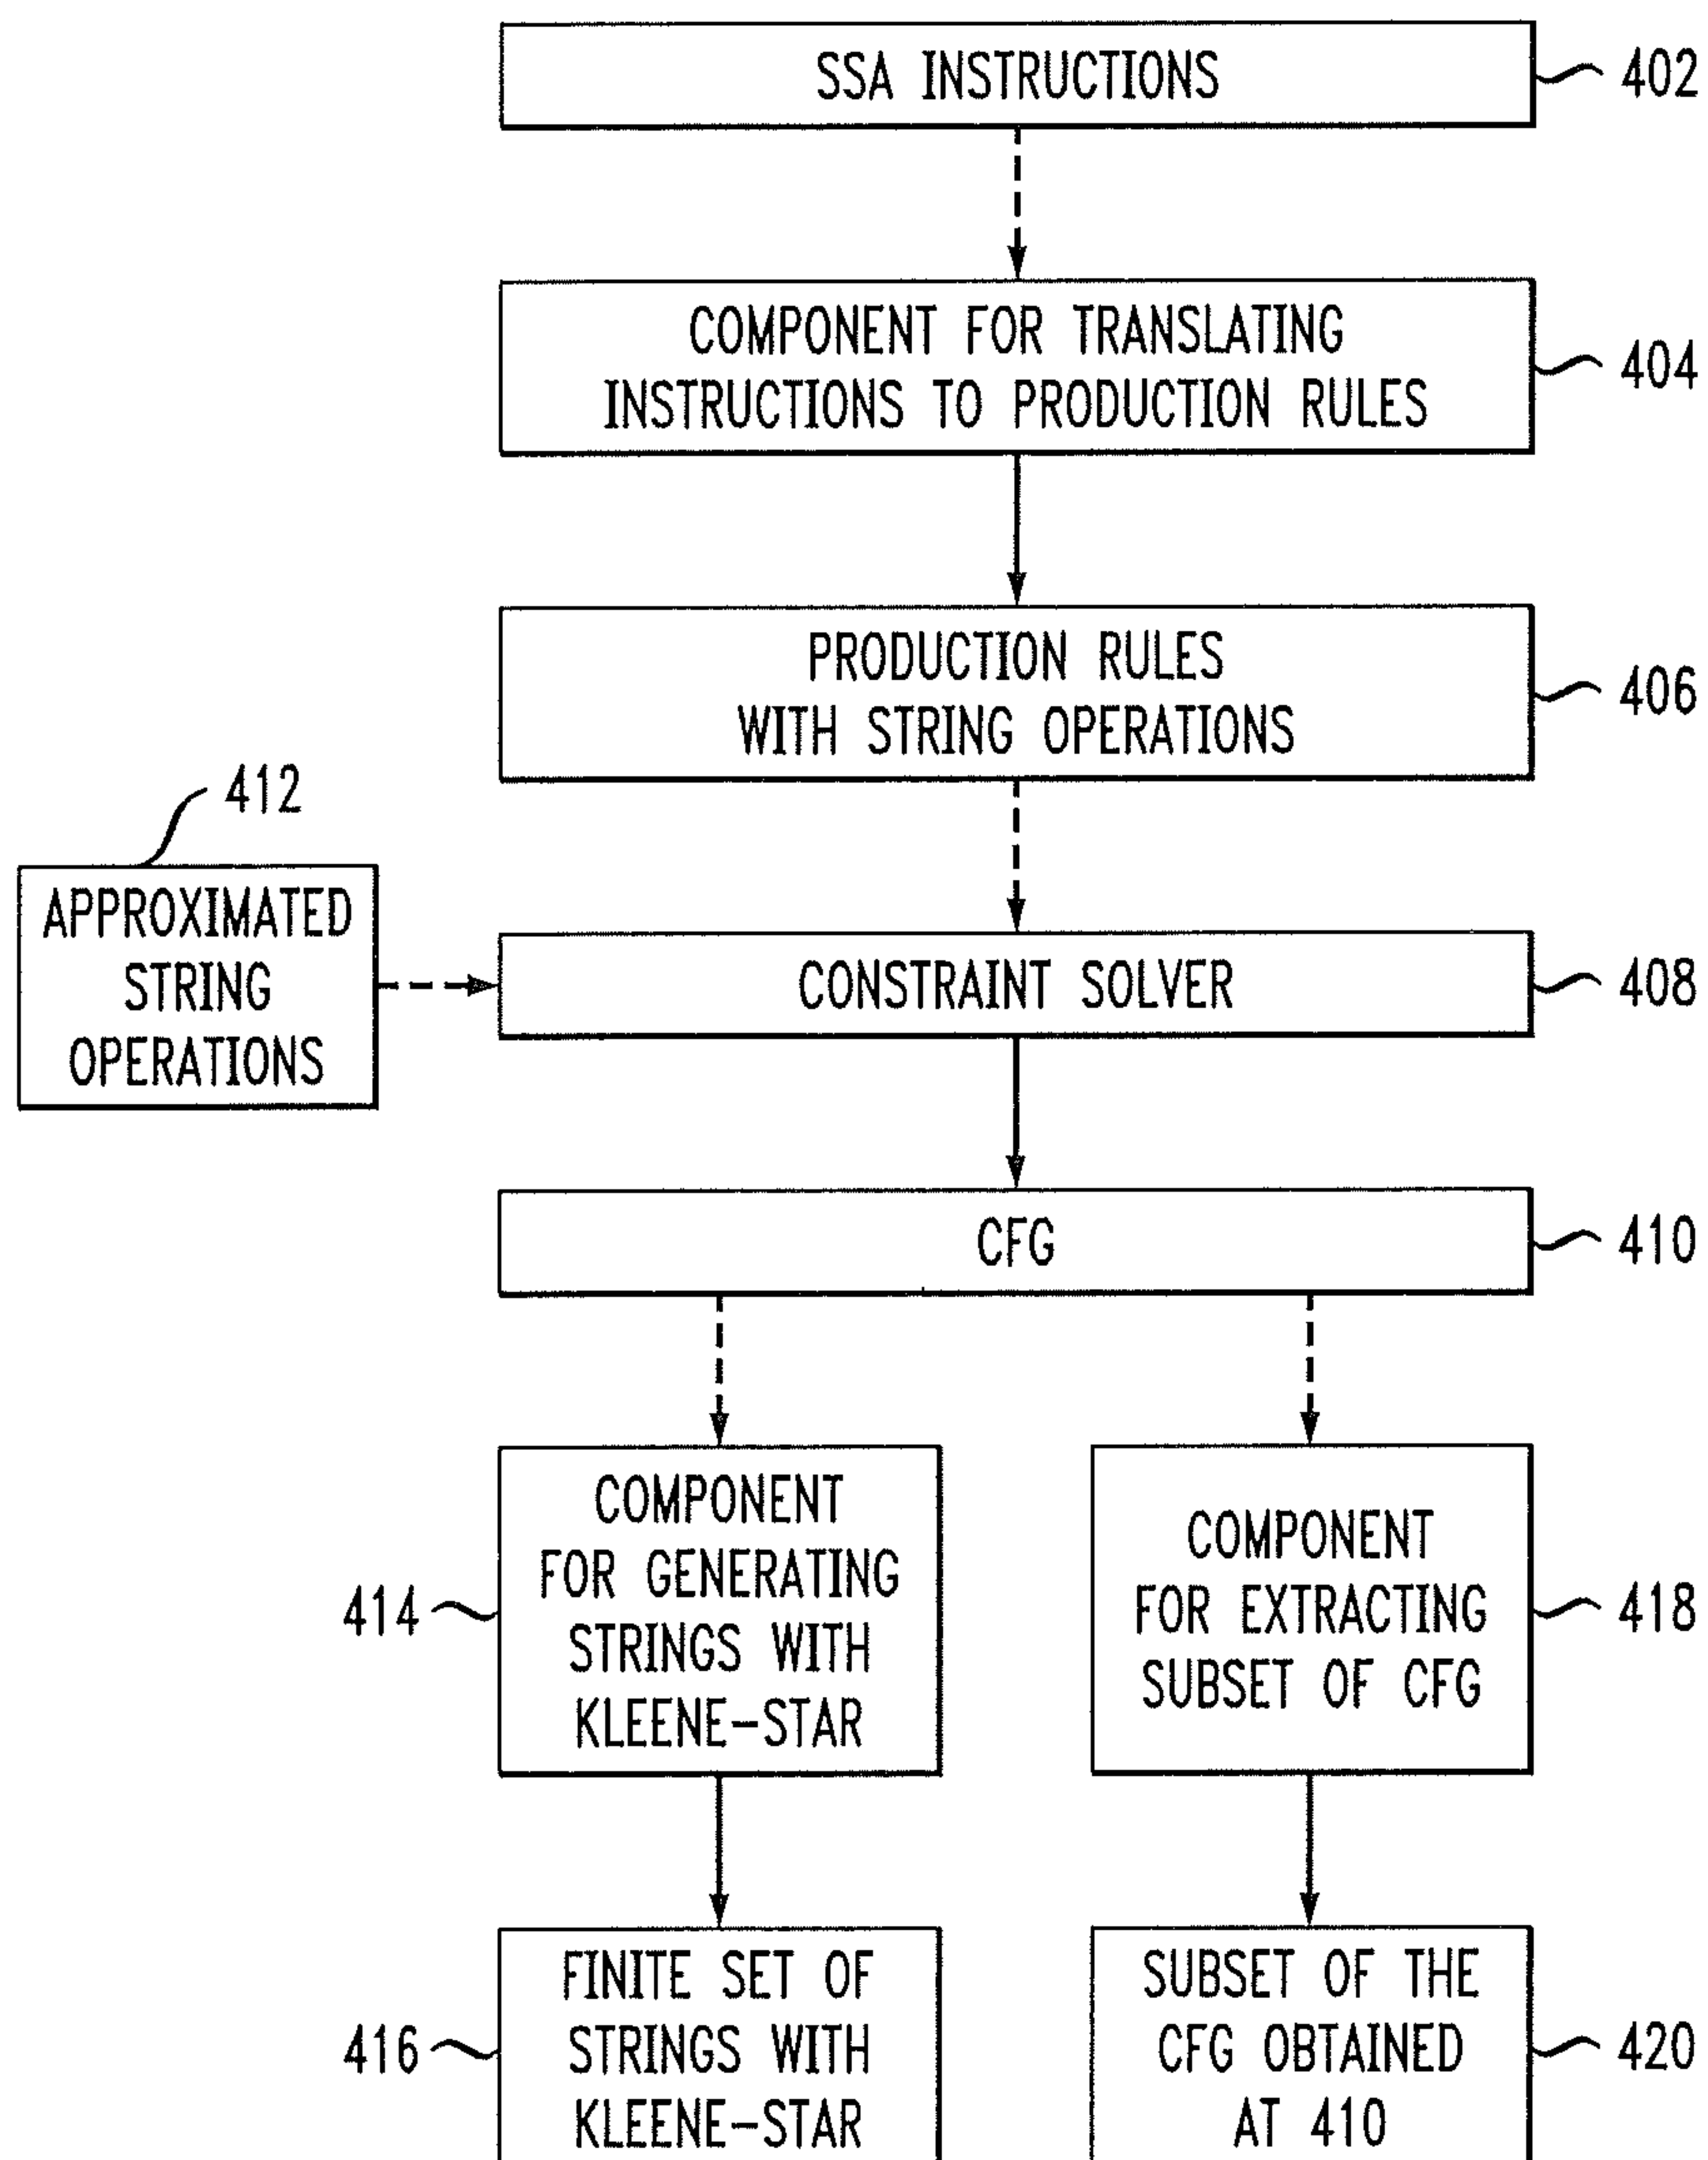 SSA INSTRUCTIONS
402
COMPONENT FOR TRANSLATING
INSTRUCTIONS TO PRODUCTION RULES
404
PRODUCTION RULES
WITH STRING OPERATIONS
406
412
APPROXIMATED
STRING
OPERATIONS
CONSTRAINT SOLVER
408
CFG
410
COMPONENT
FOR GENERATING
STRINGS WITH
KLEENE-STAR
414
COMPONENT
FOR EXTRACTING
SUBSET OF CFG
418
FINITE SET OF
STRINGS WITH
KLEENE-STAR
416
SUBSET OF THE
CFG OBTAINED
AT 410
420